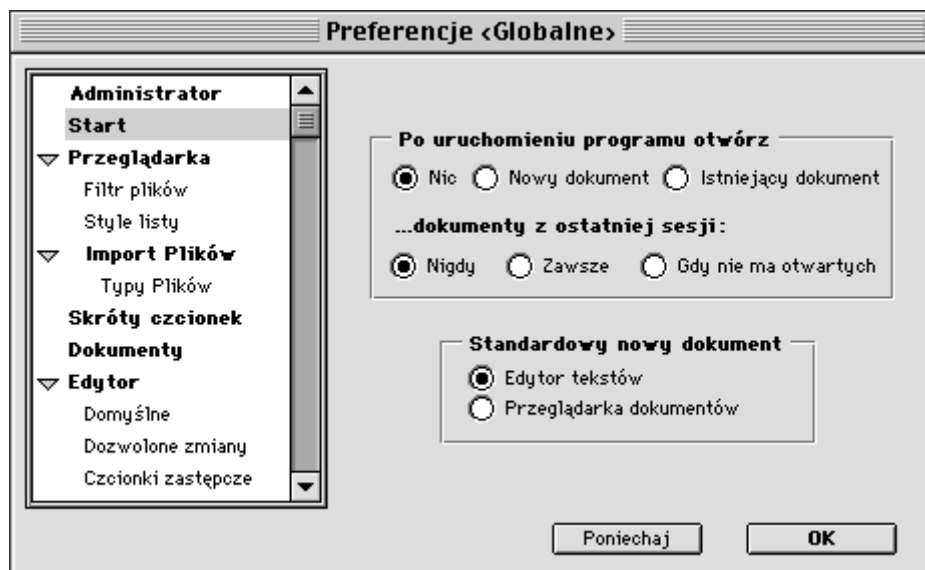 Preferencje <Globalne>
Administrator
Start
Przeglądarka
Filtr plików
Style listy
Import Plików
Typy Plików
Skróty czcionek
Dokumenty
Edytor
Domyślne
Dozwolone zmiany
Czcionki zastępcze
Po uruchomieniu programu otwórz
Nic Nowy dokument Istniejący dokument
...dokumenty z ostatniej sesji:
Nigdy Zawsze Gdy nie ma otwartych
Standardowy nowy dokument
Edytor tekstów
Przeglądarka dokumentów
Poniechaj OK